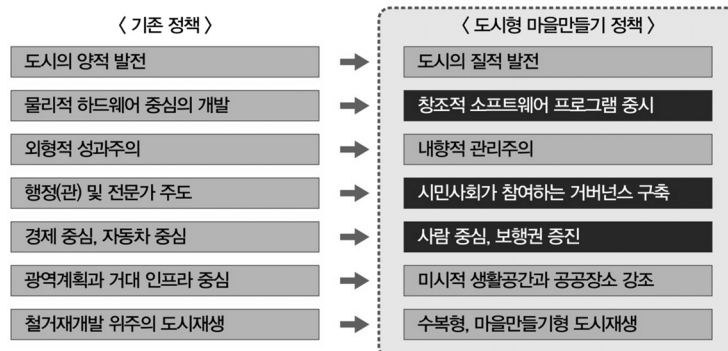 〈 기존 정책 〉 〈 도시형 마을만들기 정책 〉
도시의 양적 발전 도시의 질적 발전
물리적 하드웨어 중심의 개발 창조적 소프트웨어 프로그램 중시
외형적 성과주의 내향적 관리주의
행정(관) 및 전문가 주도 시민사회가 참여하는 거버넌스 구축
경제 중심, 자동차 중심 사람 중심, 보행권 증진
광역계획과 거대 인프라 중심 미시적 생활공간과 공공장소 강조
철거재개발 위주의 도시재생 수복형, 마을만들기형 도시재생